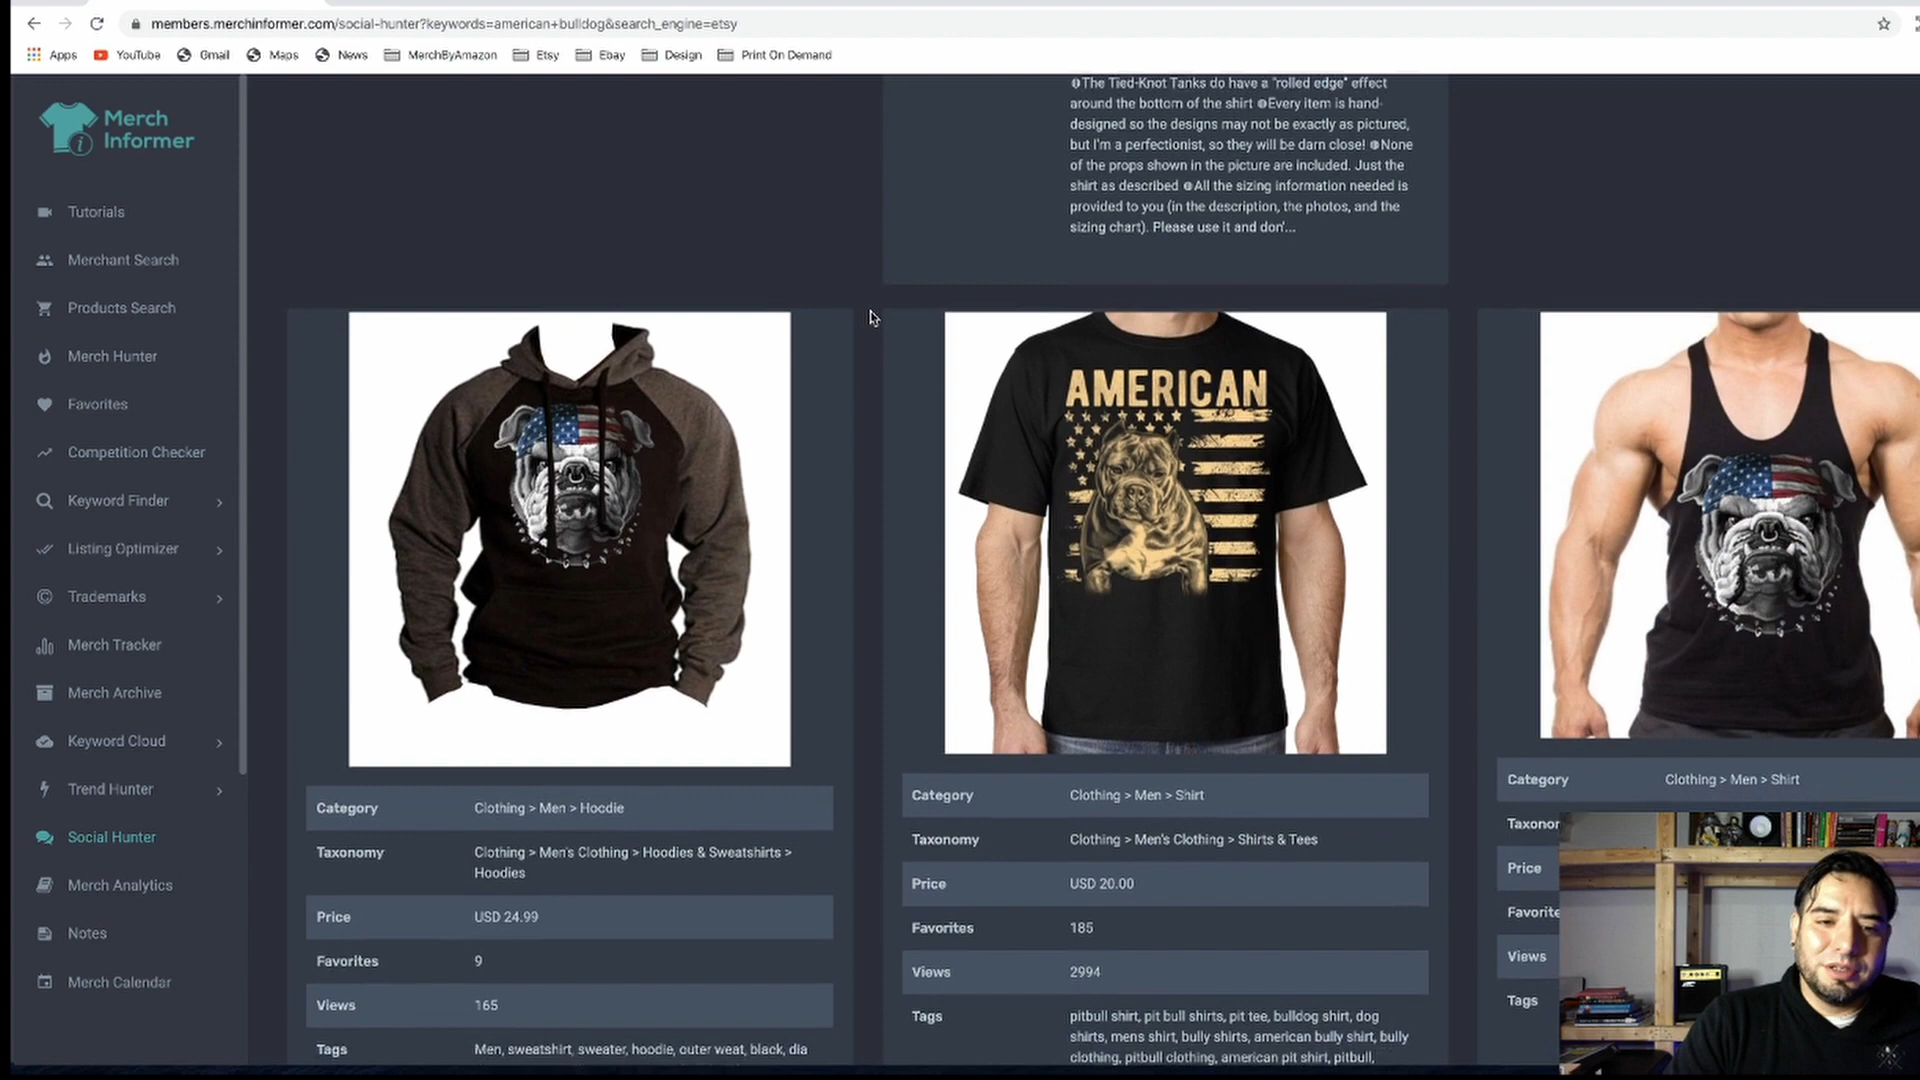 members.merchinformer.com/social-hunter?keywords=american+bulldog&search_engine=etsy
Apps YouTube Gmail Maps News MerchByAmazon Etsy Ebay Design Print On Demand
Merch
Informer
Tutorials
Merchant Search
Products Search
Merch Hunter
Favorites
Competition Checker
Keyword Finder
Listing Optimizer
Trademarks
Merch Tracker
Merch Archive
Keyword Cloud
Trend Hunter
Social Hunter
Merch Analytics
Notes
Merch Calendar
The Tied-Knot Tanks do have a "rolled edge" effect
around the bottom of the shirt Every item is hand-
designed so the designs may not be exactly as pictured,
but I'm a perfectionist, so they will be darn close! None
of the props shown in the picture are included. Just the
shirt as described All the sizing information needed is
provided to you (in the description, the photos, and the
sizing chart). Please use it and don'...
Category Clothing > Men > Hoodie
Taxonomy Clothing > Men's Clothing > Hoodies & Sweatshirts >
Hoodies
Price USD 24.99
Favorites 9
Views 165
Tags Men, sweatshirt, sweater, hoodie, outer weat, black, dia
AMERICAN
Category Clothing > Men > Shirt
Taxonomy Clothing > Men's Clothing > Shirts & Tees
Price USD 20.00
Favorites 185
Views 2994
Tags pitbull shirt, pit bull shirts, pit tee, bulldog shirt, dog
shirts, mens shirt, bully shirts, american bully shirt, bully
clothing, pitbull clothing, american pit shirt, pitbull,
Category Clothing > Men > Shirt
Taxonor
Price
Favorite
Views
Tags